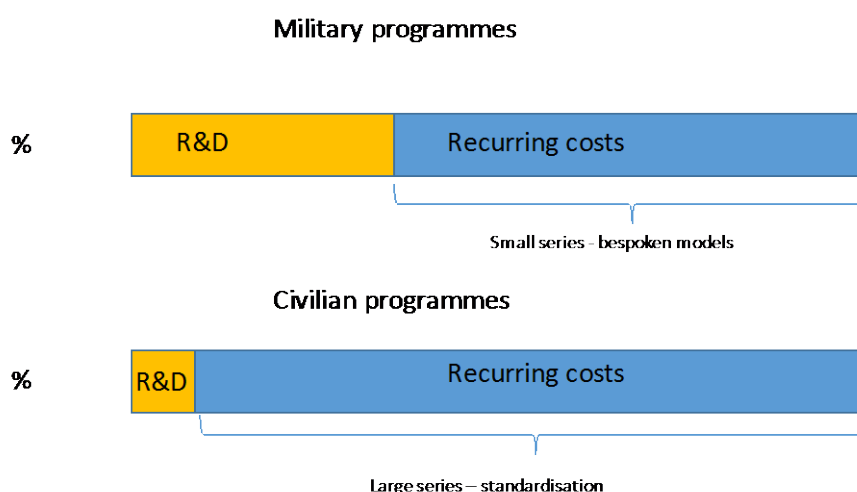 Military programmes
% R&D Recurring costs
Small series - bespoken models
Civilian programmes
% R&D Recurring costs
Large series – standardisation